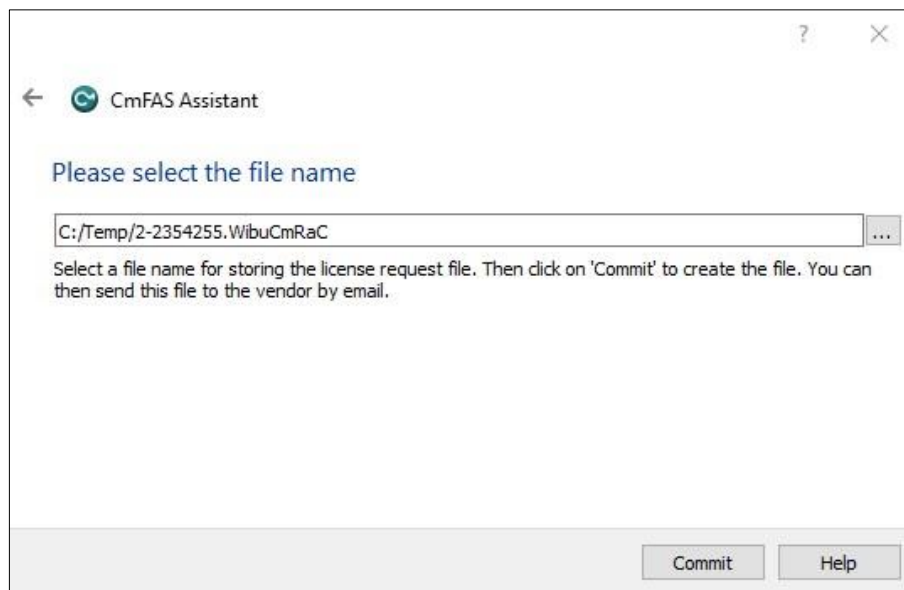 ?
CmFAS Assistant
Please select the file name
C:/Temp/2-2354255.WibuCmRaC
...
Select a file name for storing the license request file. Then click on 'Commit' to create the file. You can
then send this file to the vendor by email.
Commit
Help